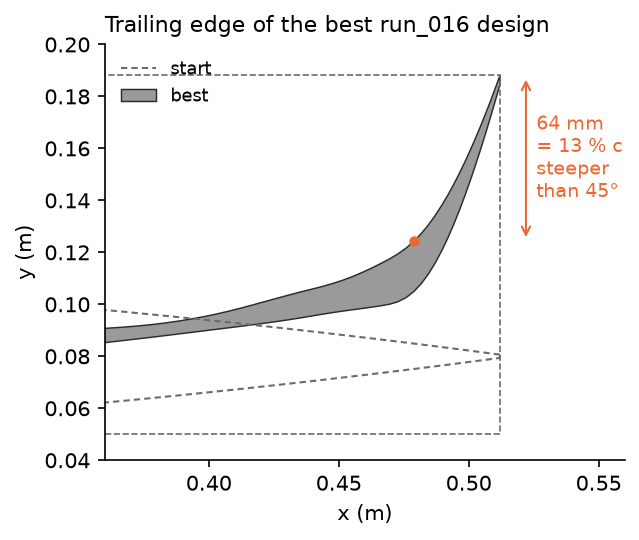 Trailing edge of the best run_016 design
0.20
0.18
0.16
0.14
0.12
0.10
0.08
0.06
0.04
y (m)
start
best
64 mm
= 13 % c
steeper
than 45°
0.40
0.45
0.50
0.55
x (m)